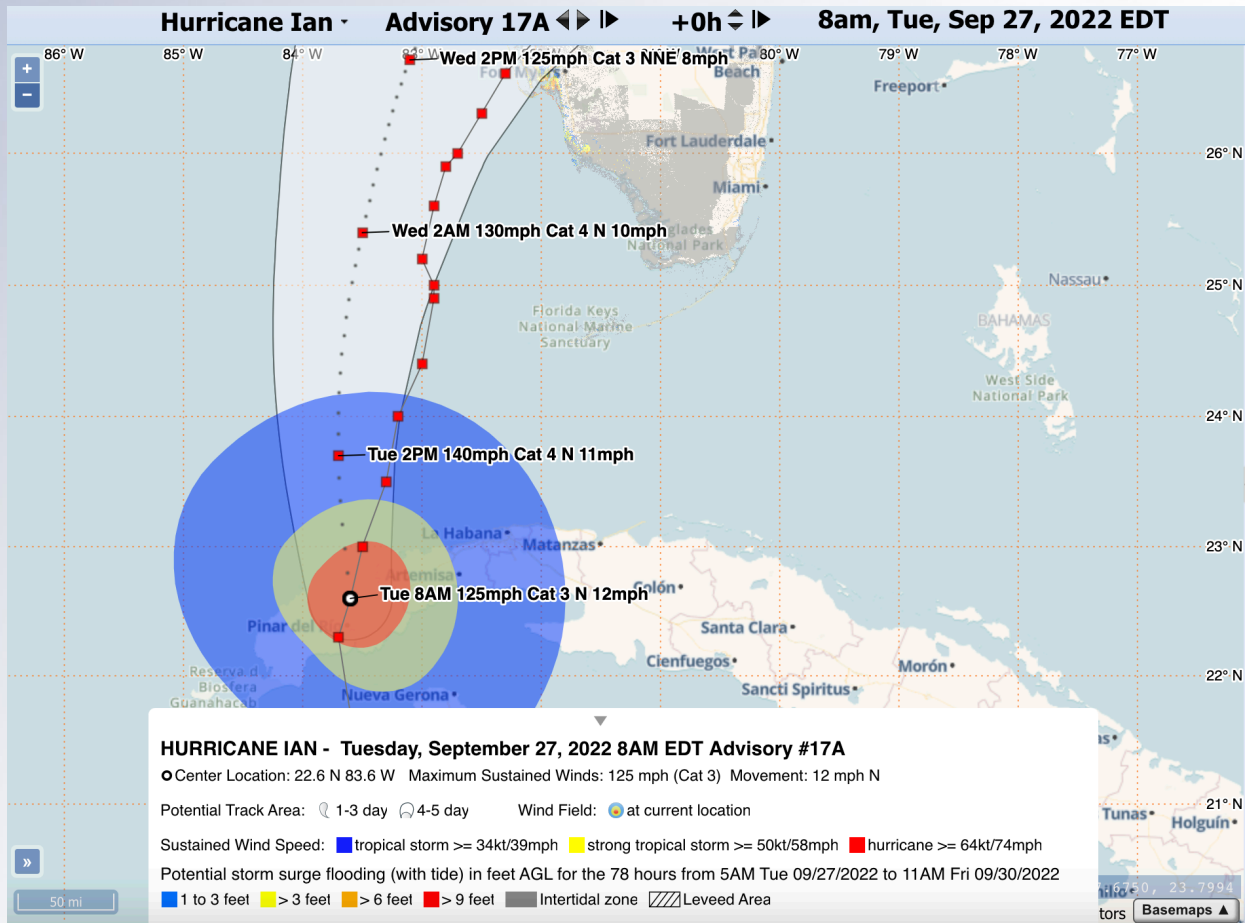 Hurricane Ian Advisory 17A +0h 8am, Tue, Sep 27, 2022 EDT
86° W 85° W 84° W 80° W 79° W 78° W 77° W
+
−
Wed 2PM 125mph Cat 3 NNE 8mph
Beach
Freeport
Fort Lauderdale
26° N
Miami
Wed 2AM 130mph Cat 4 N 10mph
National Park
Nassau
25° N
Florida Keys
National Marine
Sanctuary
BAHAMAS
West Side
National Park
24° N
Tue 2PM 140mph Cat 4 N 11mph
La Habana
Matanzas
23° N
Artemisa
Tue 8AM 125mph Cat 3 N 12mph
Colón
Pinar del
Santa Clara
Cienfuegos
Morón
22° N
Reserva d
Biosfera
Guanahacab
Nueva Gerona
Sancti Spiritus
HURRICANE IAN - Tuesday, September 27, 2022 8AM EDT Advisory #17A
Center Location: 22.6 N 83.6 W Maximum Sustained Winds: 125 mph (Cat 3) Movement: 12 mph N
Potential Track Area: 1-3 day 4-5 day Wind Field: at current location
21° N
Tunas
Holguín
Sustained Wind Speed: tropical storm >= 34kt/39mph strong tropical storm >= 50kt/58mph hurricane >= 64kt/74mph
Potential storm surge flooding (with tide) in feet AGL for the 78 hours from 5AM Tue 09/27/2022 to 11AM Fri 09/30/2022
1 to 3 feet > 3 feet > 6 feet > 9 feet Intertidal zone Leveed Area
»
50 mi
6750, 23.7994
tors
Basemaps ▲